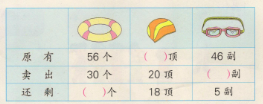 原有 56个 ( )顶 46副
卖出 30个 20顶 ( )副
还剩 ( )个 18顶 5副